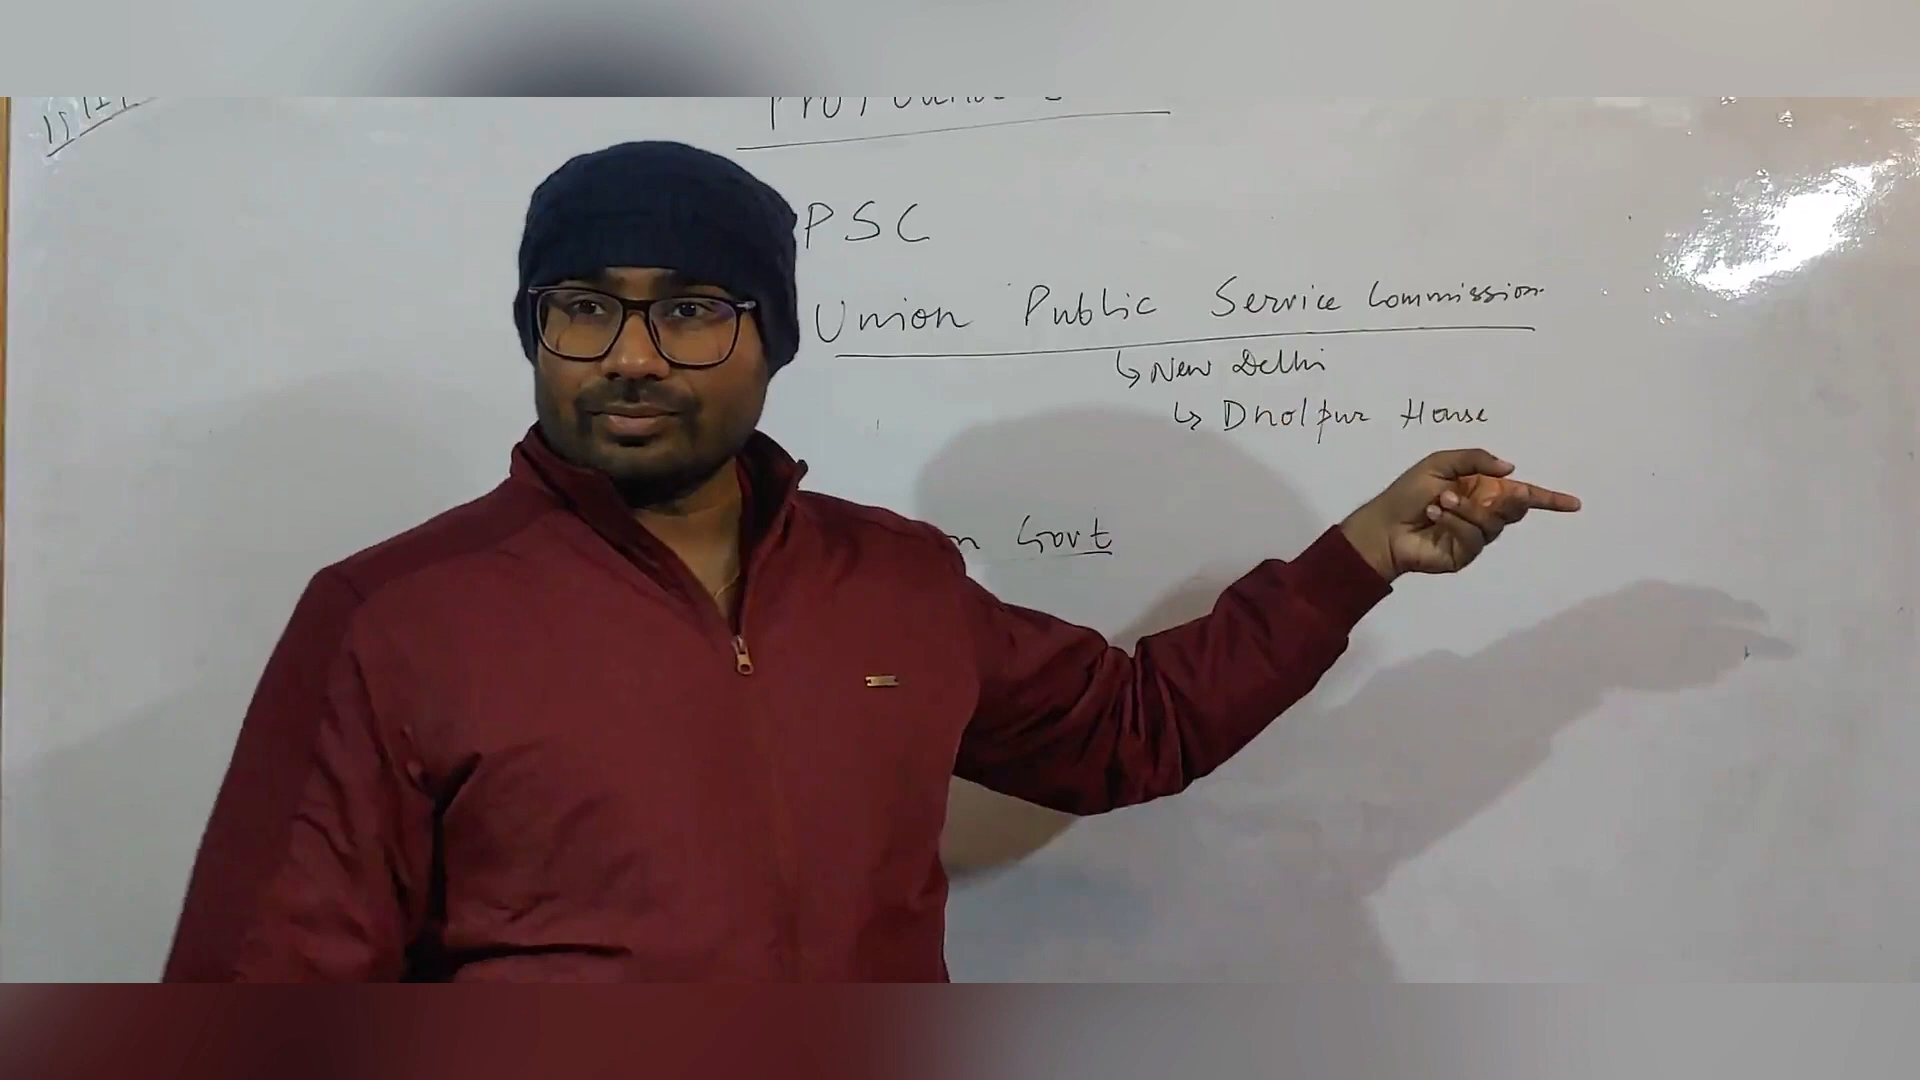 PSC
Union Public Service Commission
↳ New Delhi
↳ Dholpur House
n Govt